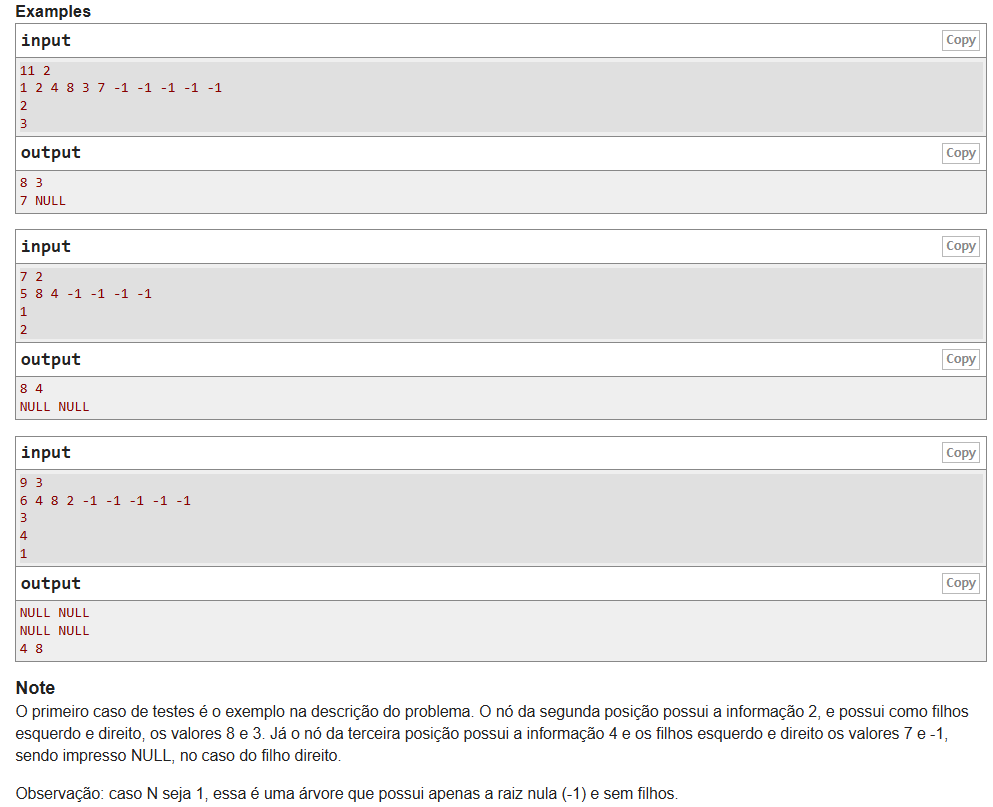 Examples
input
Copy
11 2
1 2 4 8 3 7 -1 -1 -1 -1 -1
2
3
output
Copy
8 3
7 NULL
input
Copy
7 2
5 8 4 -1 -1 -1 -1
1
2
output
Copy
8 4
NULL NULL
input
Copy
9 3
6 4 8 2 -1 -1 -1 -1 -1
3
4
1
output
Copy
NULL NULL
NULL NULL
4 8
Note
O primeiro caso de testes é o exemplo na descrição do problema. O nó da segunda posição possui a informação 2, e possui como filhos
esquerdo e direito, os valores 8 e 3. Já o nó da terceira posição possui a informação 4 e os filhos esquerdo e direito os valores 7 e -1,
sendo impresso NULL, no caso do filho direito.
Observação: caso N seja 1, essa é uma árvore que possui apenas a raiz nula (-1) e sem filhos.